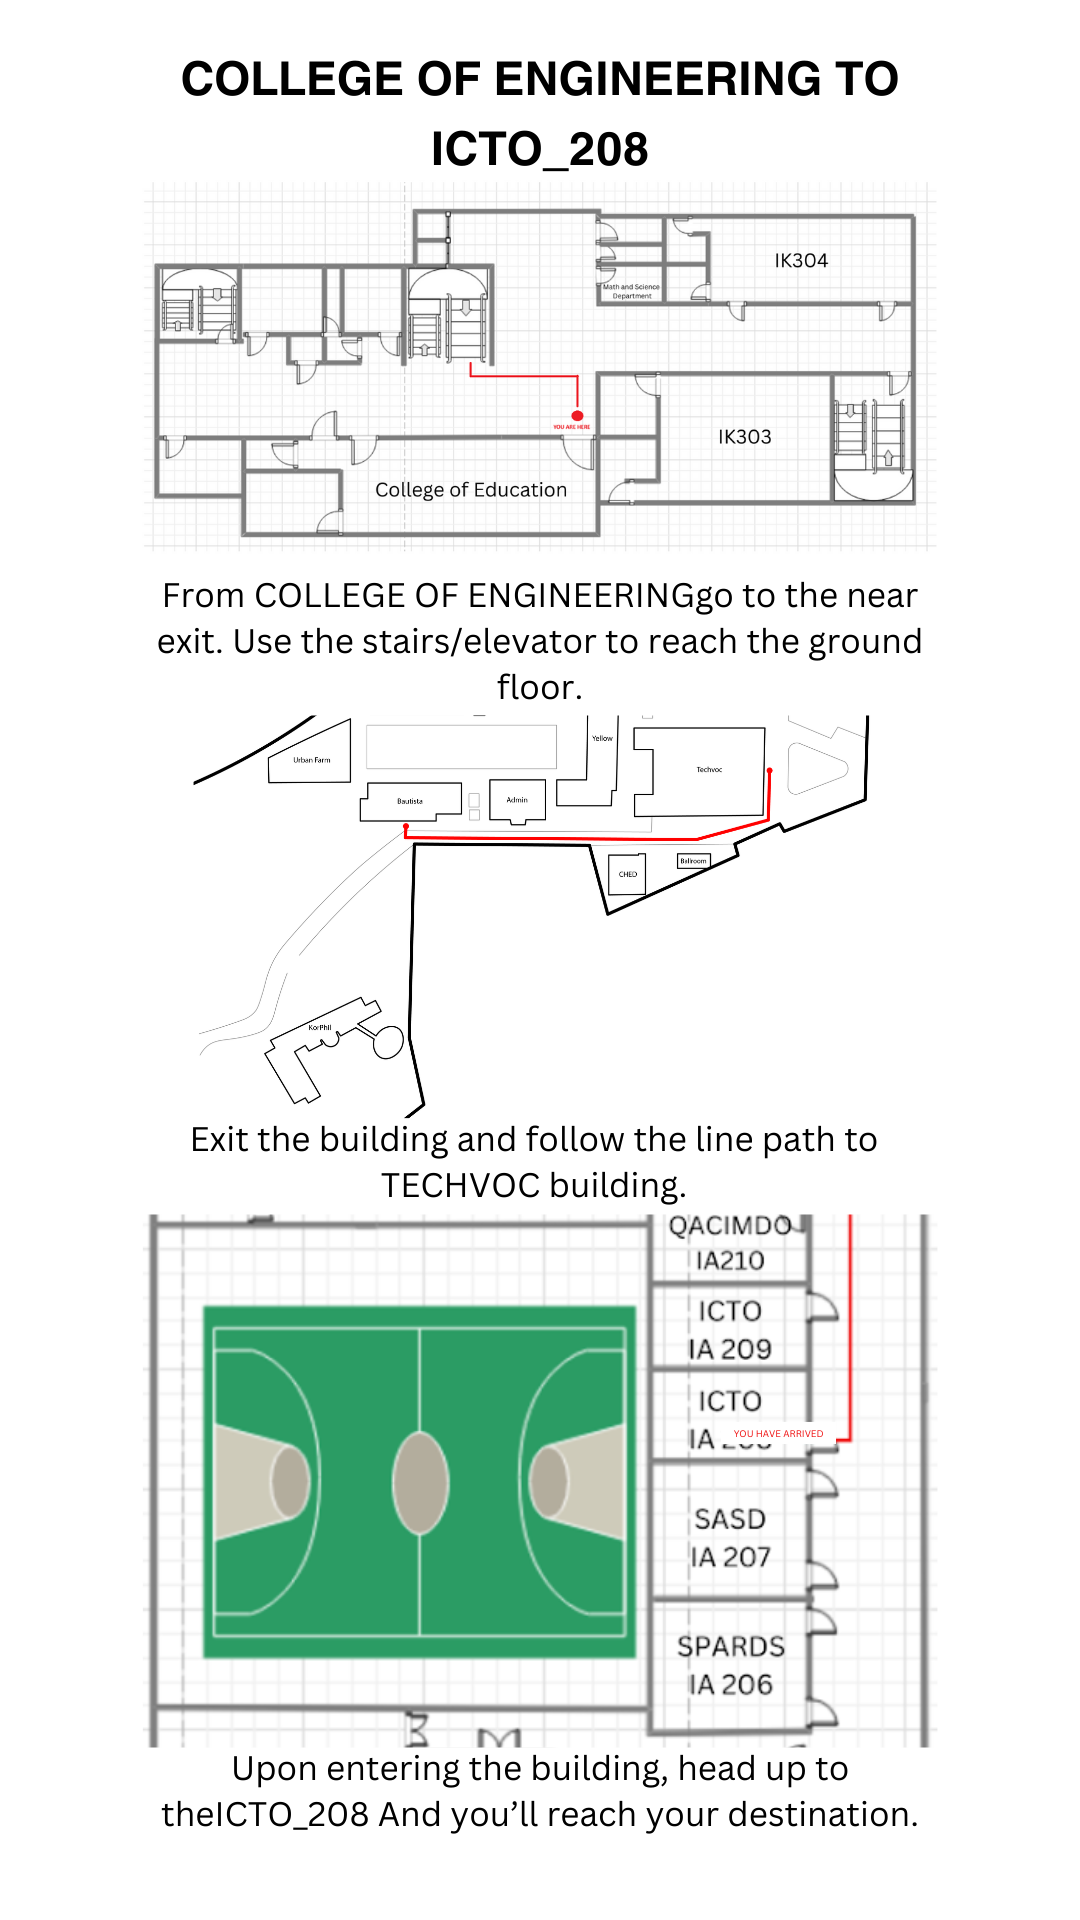 COLLEGE OF ENGINEERING TO
ICTO_208
IK304
Math and Science
Department
YOU ARE HERE
IK303
College of Education
From COLLEGE OF ENGINEERINGgo to the near
exit. Use the stairs/elevator to reach the ground
floor.
Urban Farm
Yellow
Techvoc
Bautista
Admin
CHED
Ballroom
KorPhil
Exit the building and follow the line path to
TECHVOC building.
QACIMDO
IA210
ICTO
IA 209
ICTO
IA 208
YOU HAVE ARRIVED
SASD
IA 207
SPARDS
IA 206
Upon entering the building, head up to
theICTO_208 And you’ll reach your destination.